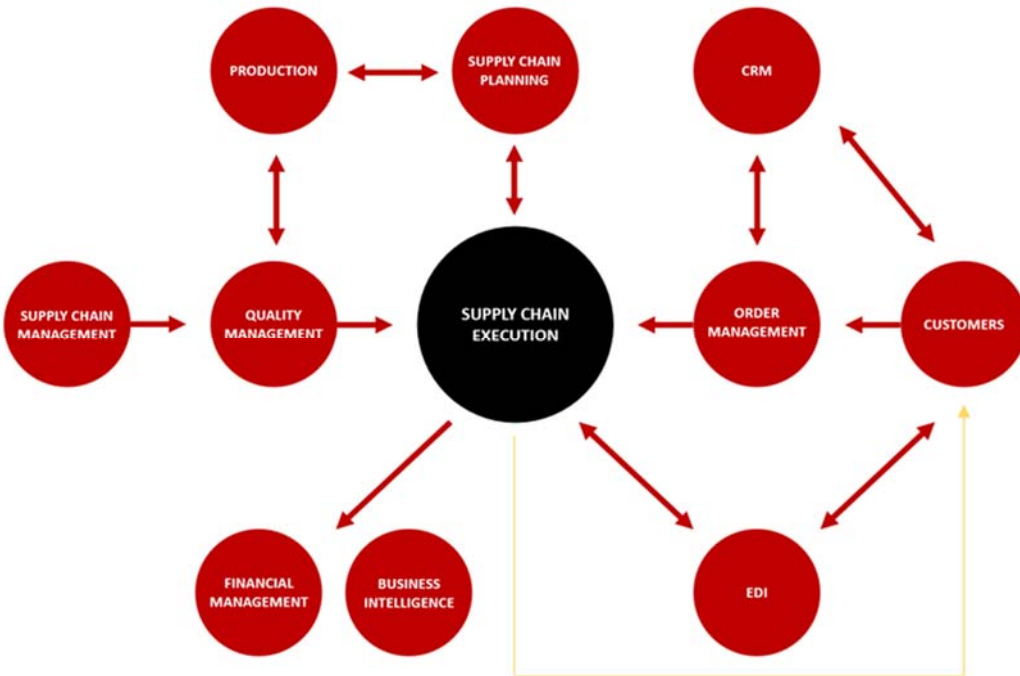 PRODUCTION
SUPPLY CHAIN
PLANNING
CRM
SUPPLY CHAIN
MANAGEMENT
QUALITY
MANAGEMENT
SUPPLY CHAIN
EXECUTION
ORDER
MANAGEMENT
CUSTOMERS
FINANCIAL
MANAGEMENT
BUSINESS
INTELLIGENCE
EDI